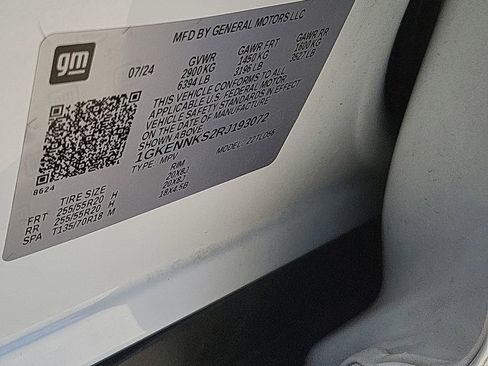 MFD BY GENERAL MOTORS LLC
gm
07/24
GVWR GAWR FRT GAWR RR
2900 KG 1450 KG 1600 KG
6394 LB 3196 LB 3527 LB
THIS VEHICLE CONFORMS TO ALL
APPLICABLE U.S. FEDERAL MOTOR
VEHICLE SAFETY STANDARDS IN EFFECT
ON THE DATE OF MANUFACTURE
SHOWN ABOVE
1GKENNKS2RJ193072
TYPE: MPV MODEL:
8624
TIRE SIZE RIM
FRT 255/55R20 H 20X8J
RR 255/55R20 H 20X8J
SPA T135/70R18 M 18X4.5B